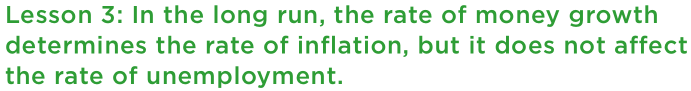 Lesson 3: In the long run, the rate of money growth
determines the rate of inflation, but it does not affect
the rate of unemployment.